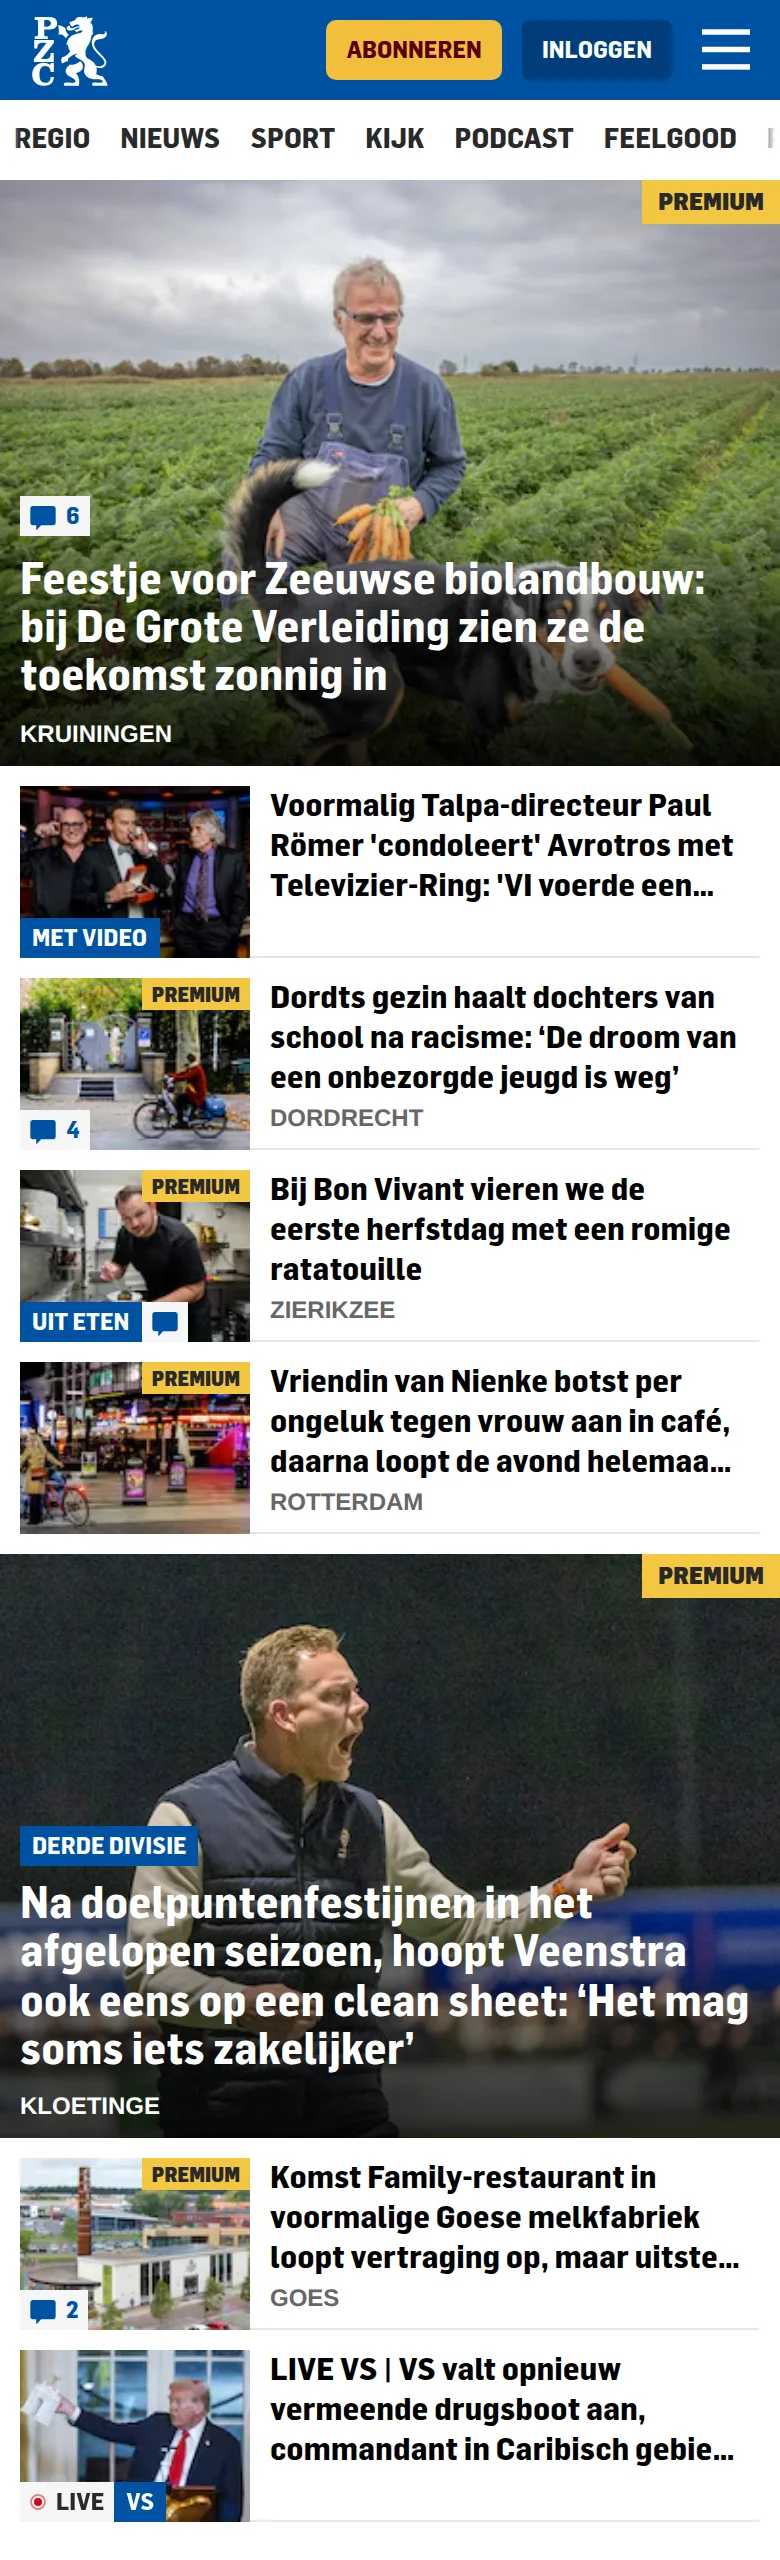 PZC
ABONNEREN
INLOGGEN
REGIO NIEUWS SPORT KIJK PODCAST FEELGOOD
PREMIUM
6
Feestje voor Zeeuwse biolandbouw:
bij De Grote Verleiding zien ze de
toekomst zonnig in
KRUININGEN
MET VIDEO
Voormalig Talpa-directeur Paul
Römer 'condoleert' Avrotros met
Televizier-Ring: 'VI voerde een...
PREMIUM
4
Dordts gezin haalt dochters van
school na racisme: ‘De droom van
een onbezorgde jeugd is weg’
DORDRECHT
PREMIUM
UIT ETEN
Bij Bon Vivant vieren we de
eerste herfstdag met een romige
ratatouille
ZIERIKZEE
PREMIUM
Vriendin van Nienke botst per
ongeluk tegen vrouw aan in café,
daarna loopt de avond helemaa...
ROTTERDAM
PREMIUM
DERDE DIVISIE
Na doelpuntenfestijnen in het
afgelopen seizoen, hoopt Veenstra
ook eens op een clean sheet: ‘Het mag
soms iets zakelijker’
KLOETINGE
PREMIUM
2
Komst Family-restaurant in
voormalige Goese melkfabriek
loopt vertraging op, maar uitste...
GOES
LIVE VS
LIVE VS | VS valt opnieuw
vermeende drugsboot aan,
commandant in Caribisch gebie...